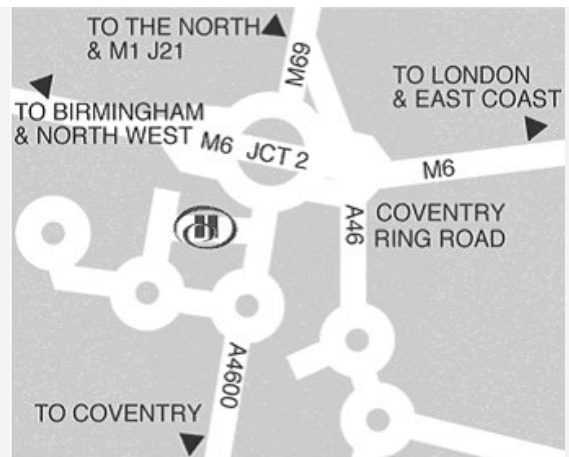 TO THE NORTH
& M1 J21
M69
TO LONDON
& EAST COAST
TO BIRMINGHAM
& NORTH WEST
M6 JCT 2
M6
H
A46
COVENTRY
RING ROAD
A4600
TO COVENTRY